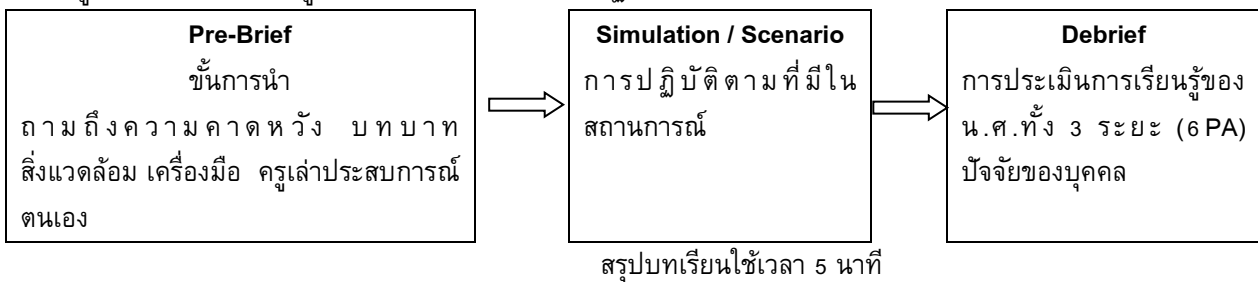 Pre-Brief
ขั้นการนำ
ถามถึงความคาดหวัง บทบาท
สิ่งแวดล้อม เครื่องมือ ครูเล่าประสบการณ์
ตนเอง
Simulation / Scenario
การปฏิบัติตามที่มีใน
สถานการณ์
Debrief
การประเมินการเรียนรู้ของ
น.ศ.ทั้ง 3 ระยะ (6 PA)
ปัจจัยของบุคคล
สรุปบทเรียนใช้เวลา 5 นาที